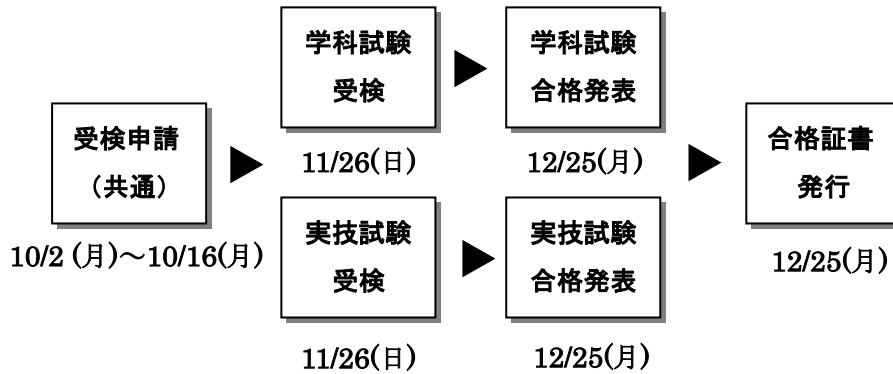 受検申請
（共通）
10/2 (月)～10/16(月)
学科試験
受検
11/26(日)
学科試験
合格発表
12/25(月)
実技試験
受検
11/26(日)
実技試験
合格発表
12/25(月)
合格証書
発行
12/25(月)